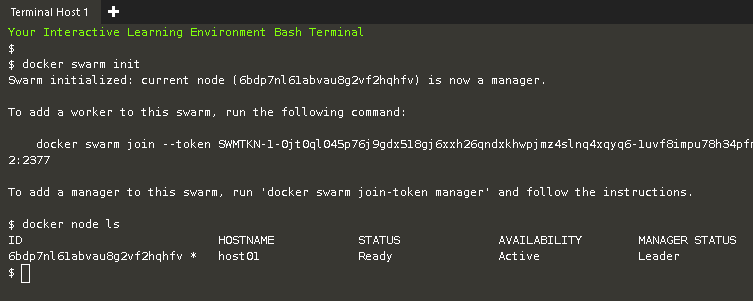 Terminal Host 1 +
Your Interactive Learning Environment Bash Terminal
$
$ docker swarm init
Swarm initialized: current node (6bdp7nl61abvau8g2vf2hqhfv) is now a manager.
To add a worker to this swarm, run the following command:
docker swarm join --token SWMTKN-1-0jt0ql045p76j9gdx518gj6xxh26qndxkhwpjmz4slnq4xqyq6-1uvf8impu78h34pfm
2:2377
To add a manager to this swarm, run 'docker swarm join-token manager' and follow the instructions.
$ docker node ls
ID HOSTNAME STATUS AVAILABILITY MANAGER STATUS
6bdp7nl61abvau8g2vf2hqhfv * host01 Ready Active Leader
$